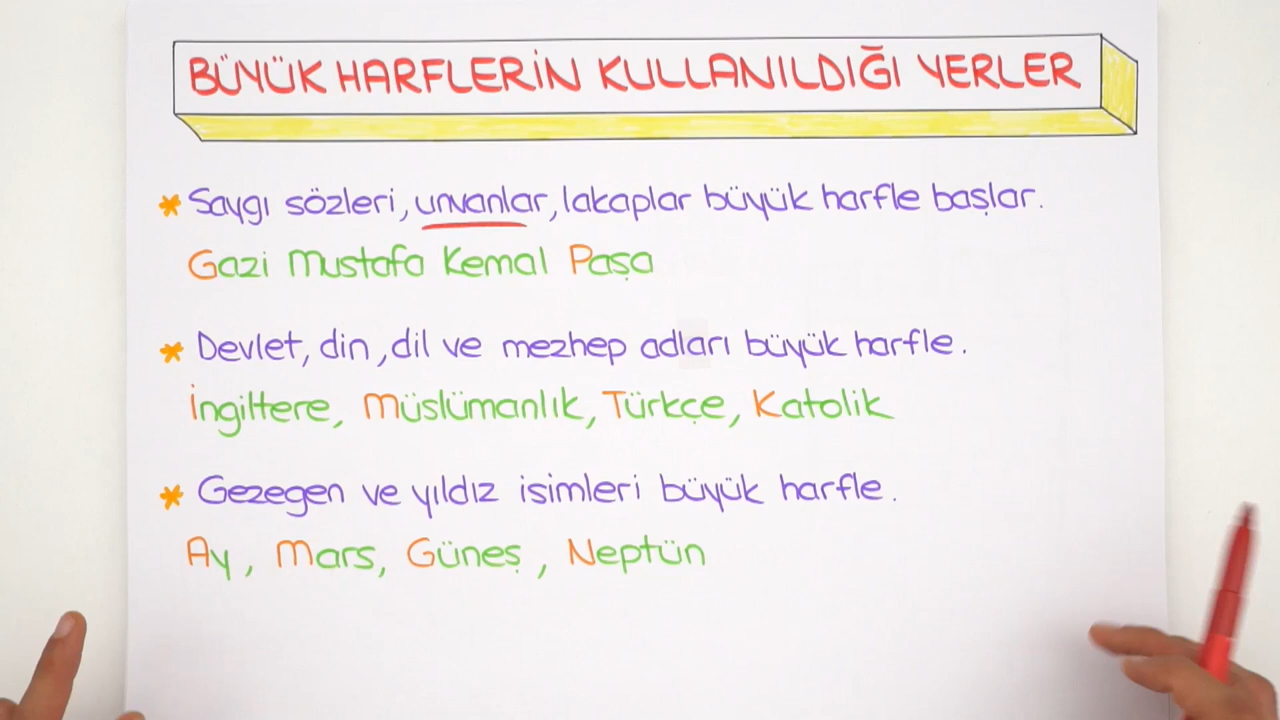 BÜYÜK HARFLERİN KULLANILDIĞI YERLER
* Saygı sözleri, unvanlar, lakaplar büyük harfle başlar.
Gazi Mustafa Kemal Paşa
* Devlet, din, dil ve mezhep adları büyük harfle.
İngiltere, Müslümanlık, Türkçe, Katolik
* Gezegen ve yıldız isimleri büyük harfle.
Ay, Mars, Güneş, Neptün